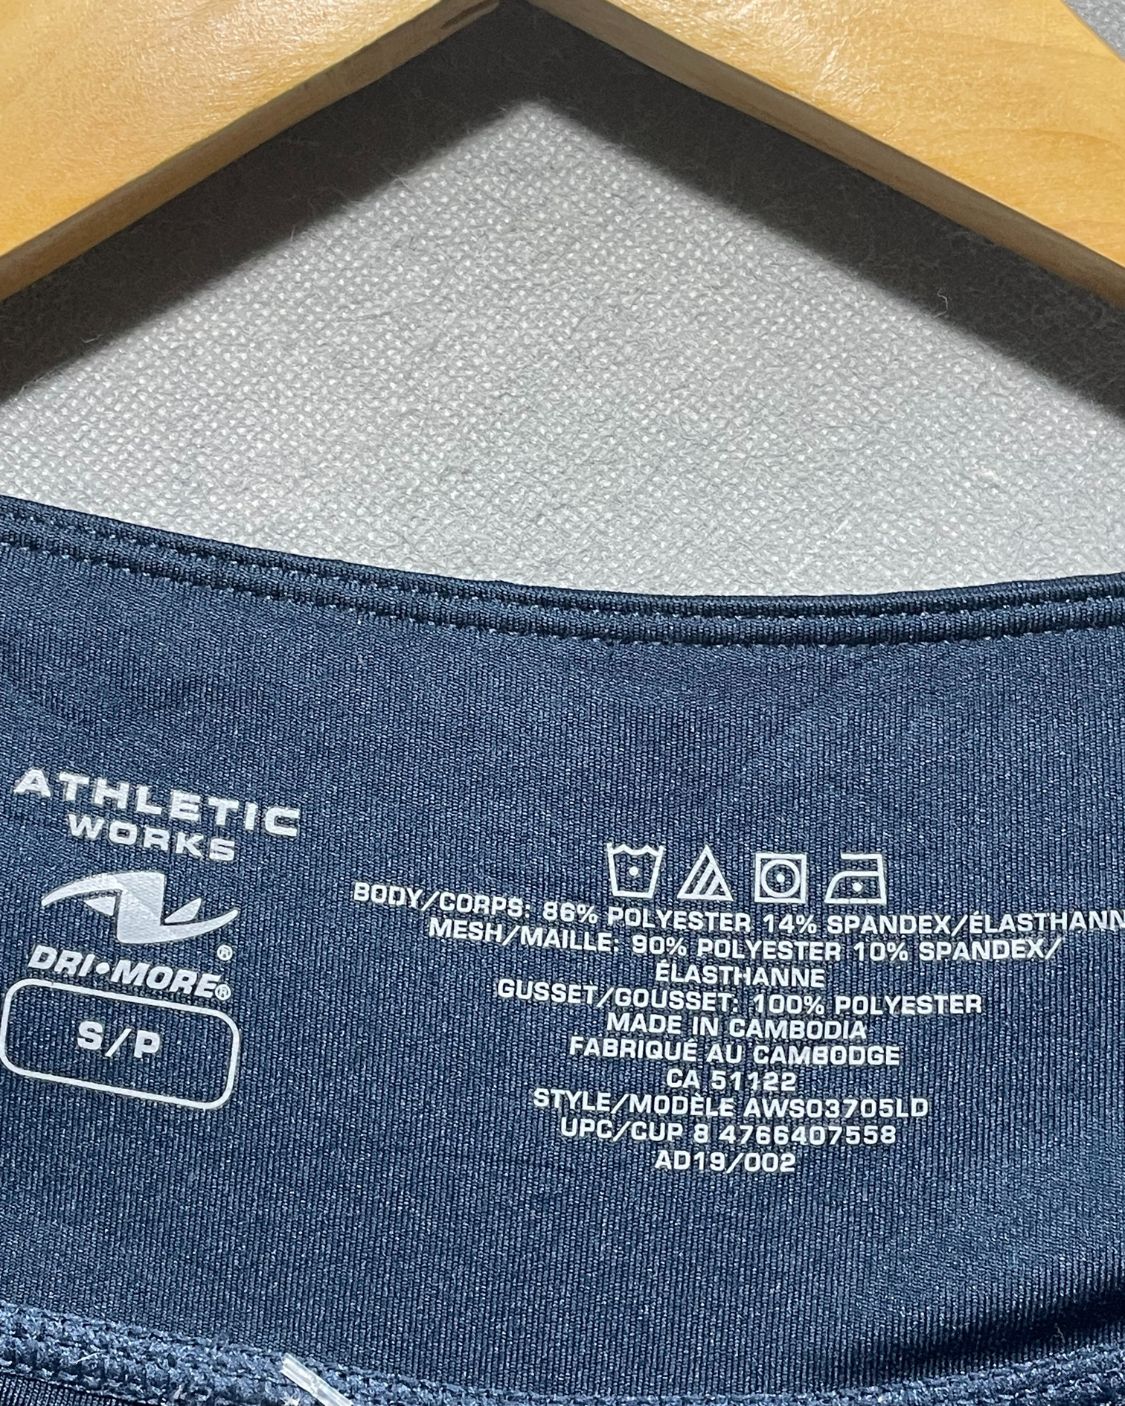 ATHLETIC
WORKS
®
DRI•MORE®
S/P
BODY/CORPS: 86% POLYESTER 14% SPANDEX/ÉLASTHANN
MESH/MAILLE: 90% POLYESTER 10% SPANDEX/
ÉLASTHANNE
GUSSET/GOUSSET: 100% POLYESTER
MADE IN CAMBODIA
FABRIQUÉ AU CAMBODGE
CA 51122
STYLE/MODÈLE AWS03705LD
UPC/CUP 8 4766407558
AD19/002